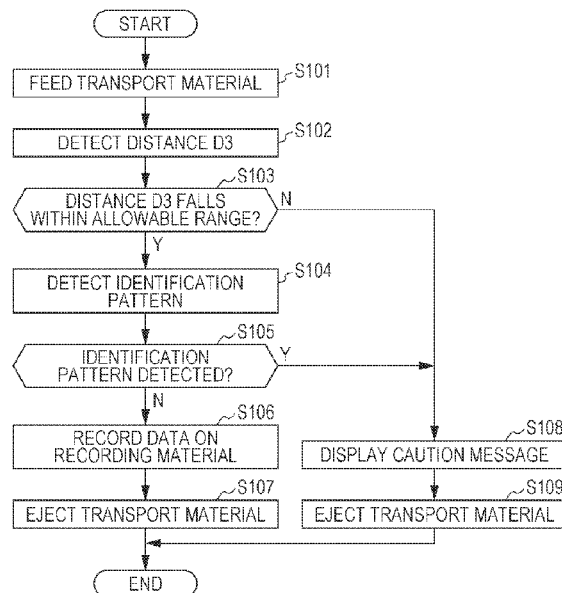 START
S101
FEED TRANSPORT MATERIAL
S102
DETECT DISTANCE D3
S103
DISTANCE D3 FALLS
WITHIN ALLOWABLE RANGE?
N
Y
S104
DETECT IDENTIFICATION
PATTERN
S105
IDENTIFICATION
PATTERN DETECTED?
Y
N
S106
RECORD DATA ON
RECORDING MATERIAL
S108
DISPLAY CAUTION MESSAGE
S107
EJECT TRANSPORT MATERIAL
S109
EJECT TRANSPORT MATERIAL
END